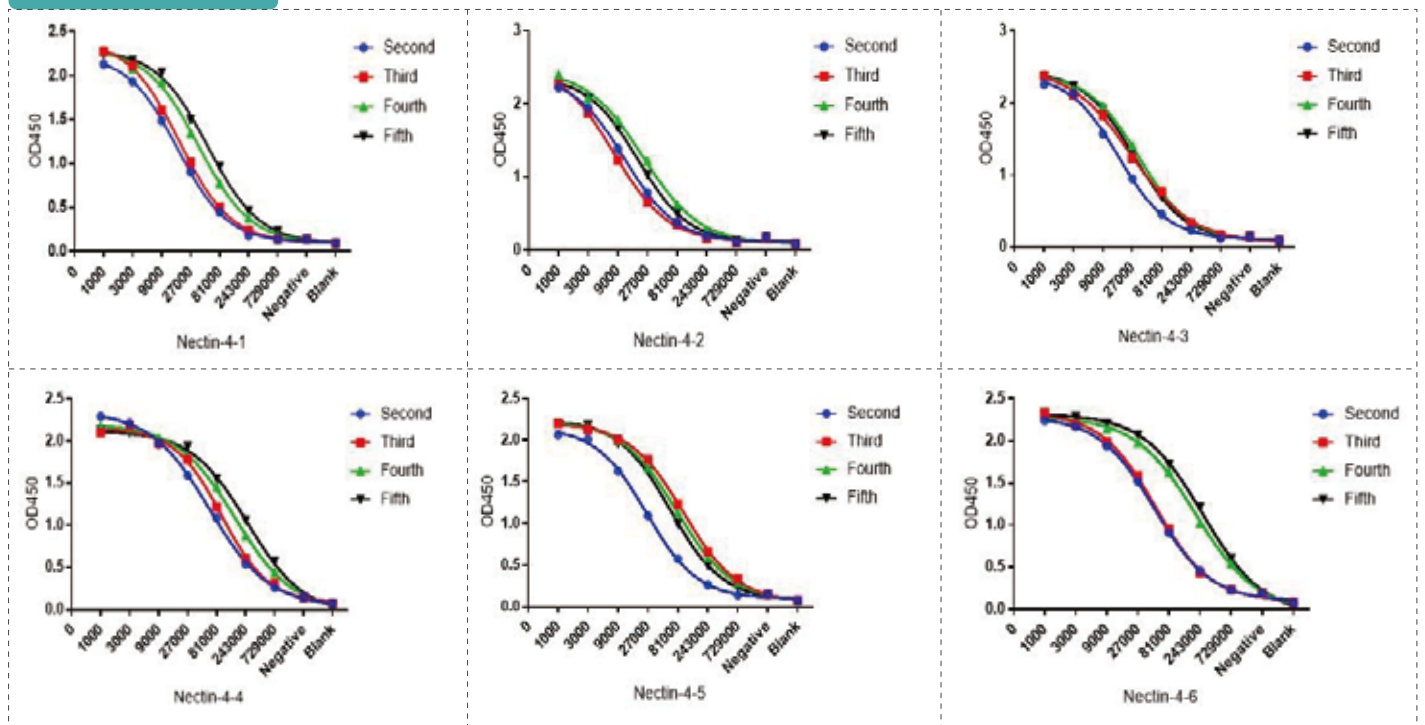 2.5
2.0
1.5
1.0
0.5
0.0
OD450
0
1000
3000
9000
27000
81000
243000
729000
Negative
Blank
Second
Third
Fourth
Fifth
Nectin-4-1
3
2
1
0
OD450
0
1000
3000
9000
27000
81000
243000
729000
Negative
Blank
Second
Third
Fourth
Fifth
Nectin-4-2
3
2
1
0
OD450
0
1000
3000
9000
27000
81000
243000
729000
Negative
Blank
Second
Third
Fourth
Fifth
Nectin-4-3
2.5
2.0
1.5
1.0
0.5
0.0
OD450
0
1000
3000
9000
27000
81000
243000
729000
Negative
Blank
Second
Third
Fourth
Fifth
Nectin-4-4
2.5
2.0
1.5
1.0
0.5
0.0
OD450
0
1000
3000
9000
27000
81000
243000
729000
Negative
Blank
Second
Third
Fourth
Fifth
Nectin-4-5
2.5
2.0
1.5
1.0
0.5
0.0
OD450
0
1000
3000
9000
27000
81000
243000
729000
Negative
Blank
Second
Third
Fourth
Fifth
Nectin-4-6